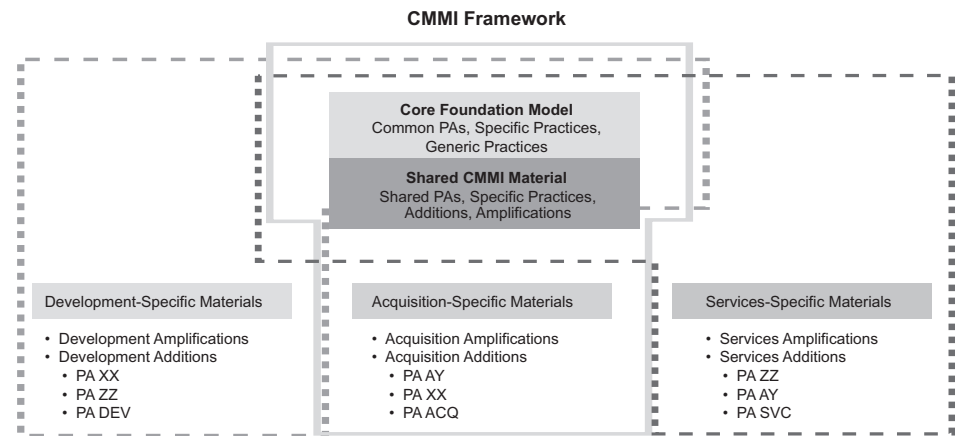 CMMI Framework
Core Foundation Model
Common PAs, Specific Practices,
Generic Practices
Shared CMMI Material
Shared PAs, Specific Practices,
Additions, Amplifications
Development-Specific Materials
• Development Amplifications
• Development Additions
• PA XX
• PA ZZ
• PA DEV
Acquisition-Specific Materials
• Acquisition Amplifications
• Acquisition Additions
• PA AY
• PA XX
• PA ACQ
Services-Specific Materials
• Services Amplifications
• Services Additions
• PA ZZ
• PA AY
• PA SVC